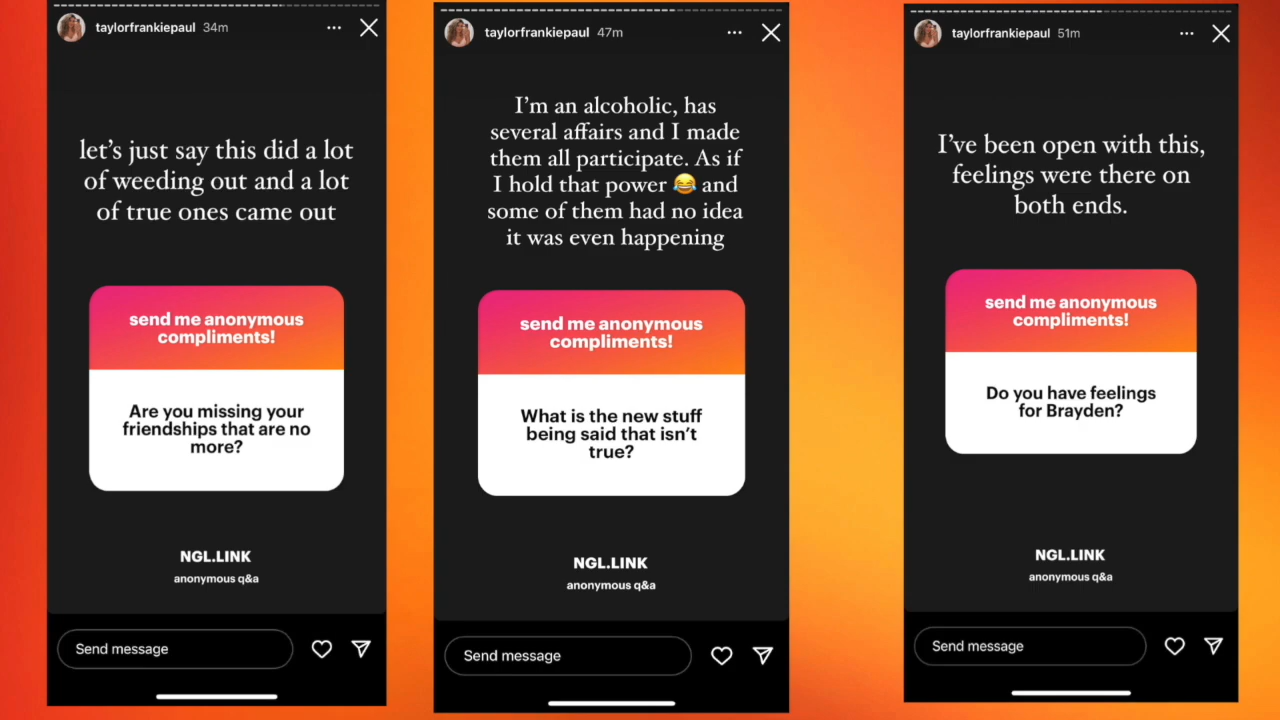 taylorfrankiepaul 34m
let's just say this did a lot
of weeding out and a lot
of true ones came out
send me anonymous
compliments!
Are you missing your
friendships that are no
more?
NGL.LINK
anonymous q&a
Send message
taylorfrankiepaul 47m
I'm an alcoholic, has
several affairs and I made
them all participate. As if
I hold that power 😂 and
some of them had no idea
it was even happening
send me anonymous
compliments!
What is the new stuff
being said that isn't
true?
NGL.LINK
anonymous q&a
Send message
taylorfrankiepaul 51m
I've been open with this,
feelings were there on
both ends.
send me anonymous
compliments!
Do you have feelings
for Brayden?
NGL.LINK
anonymous q&a
Send message